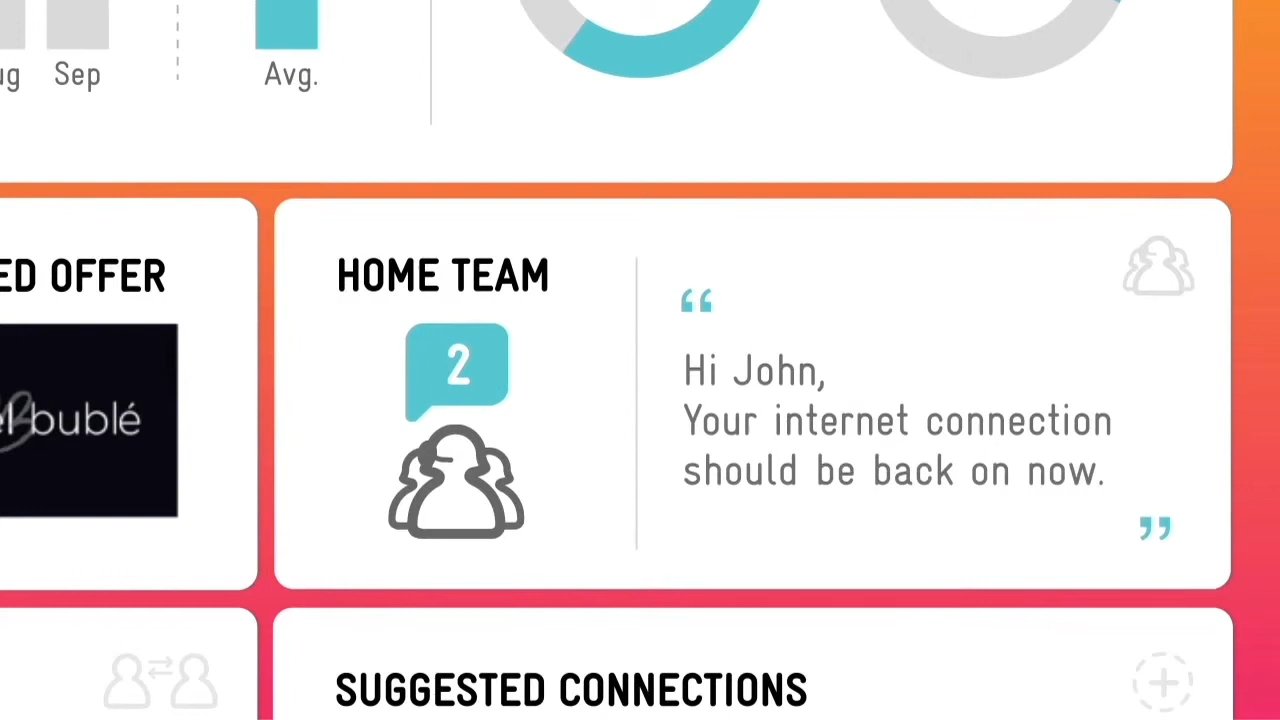 Sep
Avg.
OFFER
HOME TEAM
2
“
Hi John,
Your internet connection
should be back on now.
”
bublé
SUGGESTED CONNECTIONS